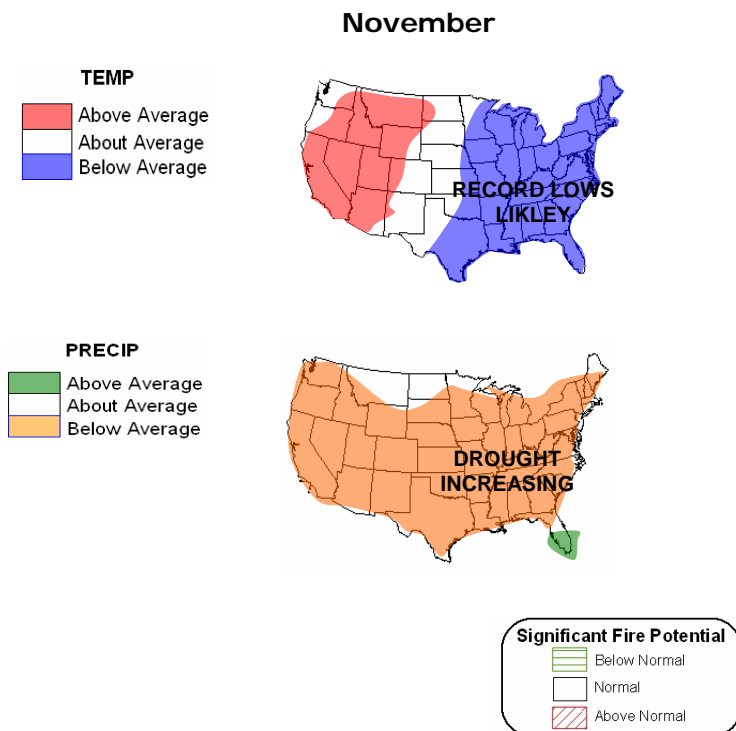 November
TEMP
Above Average
About Average
Below Average
RECORD LOWS
LIKLEY
PRECIP
Above Average
About Average
Below Average
DROUGHT
INCREASING
Significant Fire Potential
Below Normal
Normal
Above Normal